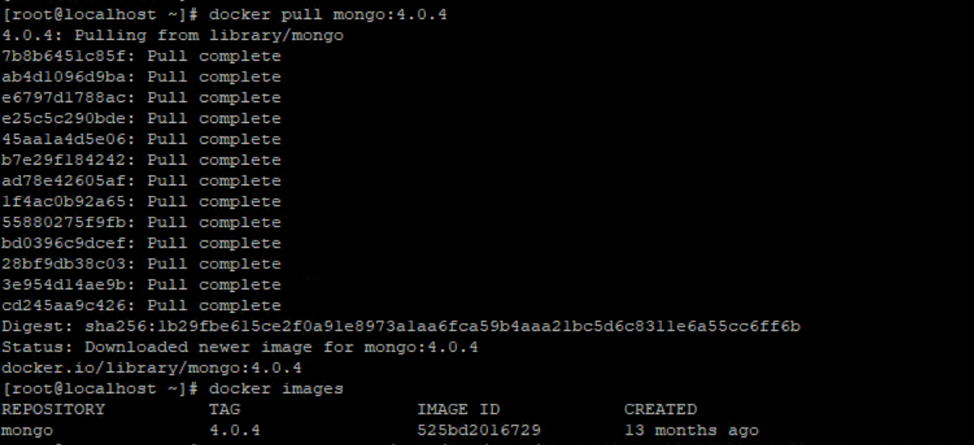 [root@localhost ~]# docker pull mongo:4.0.4
4.0.4: Pulling from library/mongo
7b8b6451c85f: Pull complete
ab4d1096d9ba: Pull complete
e6797d1788ac: Pull complete
e25c5c290bde: Pull complete
45aa1a4d5e06: Pull complete
b7e29f184242: Pull complete
ad78e42605af: Pull complete
1f4ac0b92a65: Pull complete
55880275f9fb: Pull complete
bd0396c9dcef: Pull complete
28bf9db38c03: Pull complete
3e954d14ae9b: Pull complete
cd245aa9c426: Pull complete
Digest: sha256:1b29fbe615ce2f0a91e8973a1aa6fca59b4aaa21bc5d6c8311e6a55cc6ff6b
Status: Downloaded newer image for mongo:4.0.4
docker.io/library/mongo:4.0.4
[root@localhost ~]# docker images
REPOSITORY TAG IMAGE ID CREATED
mongo 4.0.4 525bd2016729 13 months ago